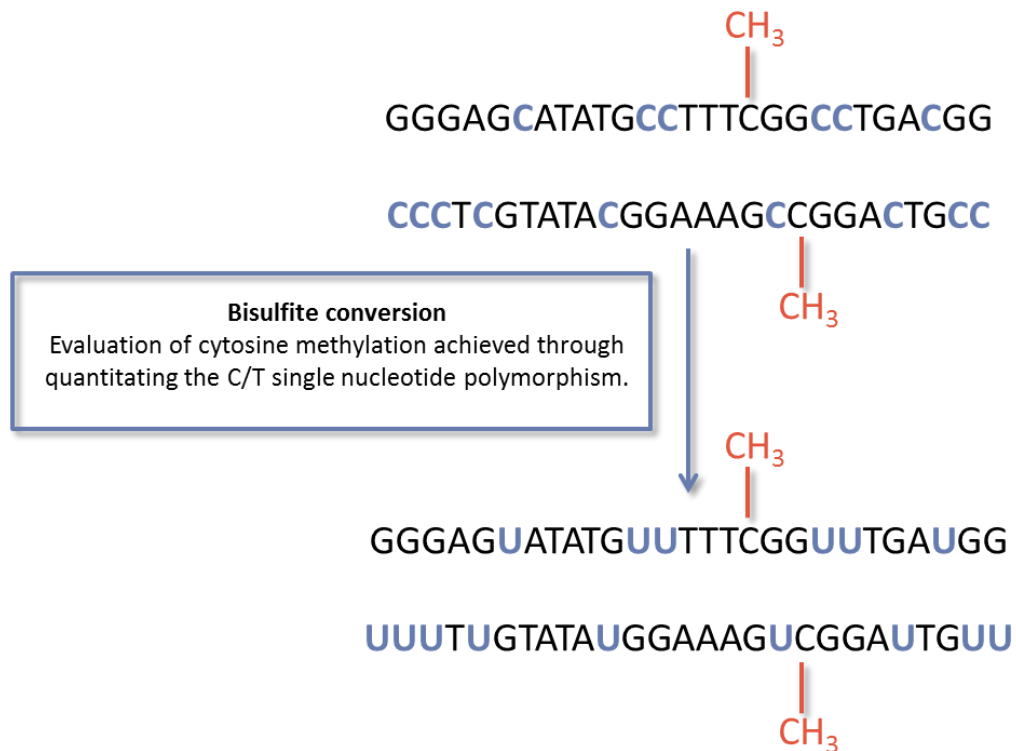 CH₃
GGGAGCATATGCCTTTCGGCCTGACGG
CCCTCGTATACGGAAAGCCGGACTGCC
CH₃
Bisulfite conversion
Evaluation of cytosine methylation achieved through
quantitating the C/T single nucleotide polymorphism.
CH₃
GGGAGUATATGUUTTTCGGUUTGAUGG
UUUTUGTATAUGGAAAGUCGGAUTGUU
CH₃